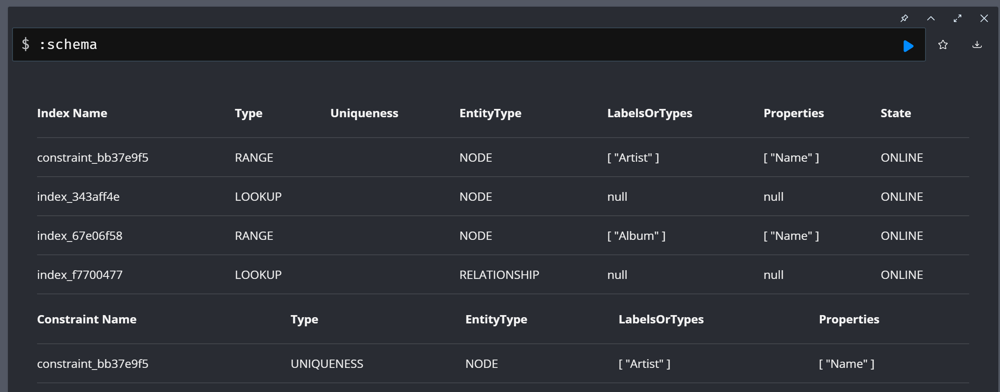 $ :schema
Index Name Type Uniqueness EntityType LabelsOrTypes Properties State
constraint_bb37e9f5 RANGE NODE [ "Artist" ] [ "Name" ] ONLINE
index_343aff4e LOOKUP NODE null null ONLINE
index_67e06f58 RANGE NODE [ "Album" ] [ "Name" ] ONLINE
index_f7700477 LOOKUP RELATIONSHIP null null ONLINE
Constraint Name Type EntityType LabelsOrTypes Properties
constraint_bb37e9f5 UNIQUENESS NODE [ "Artist" ] [ "Name" ]